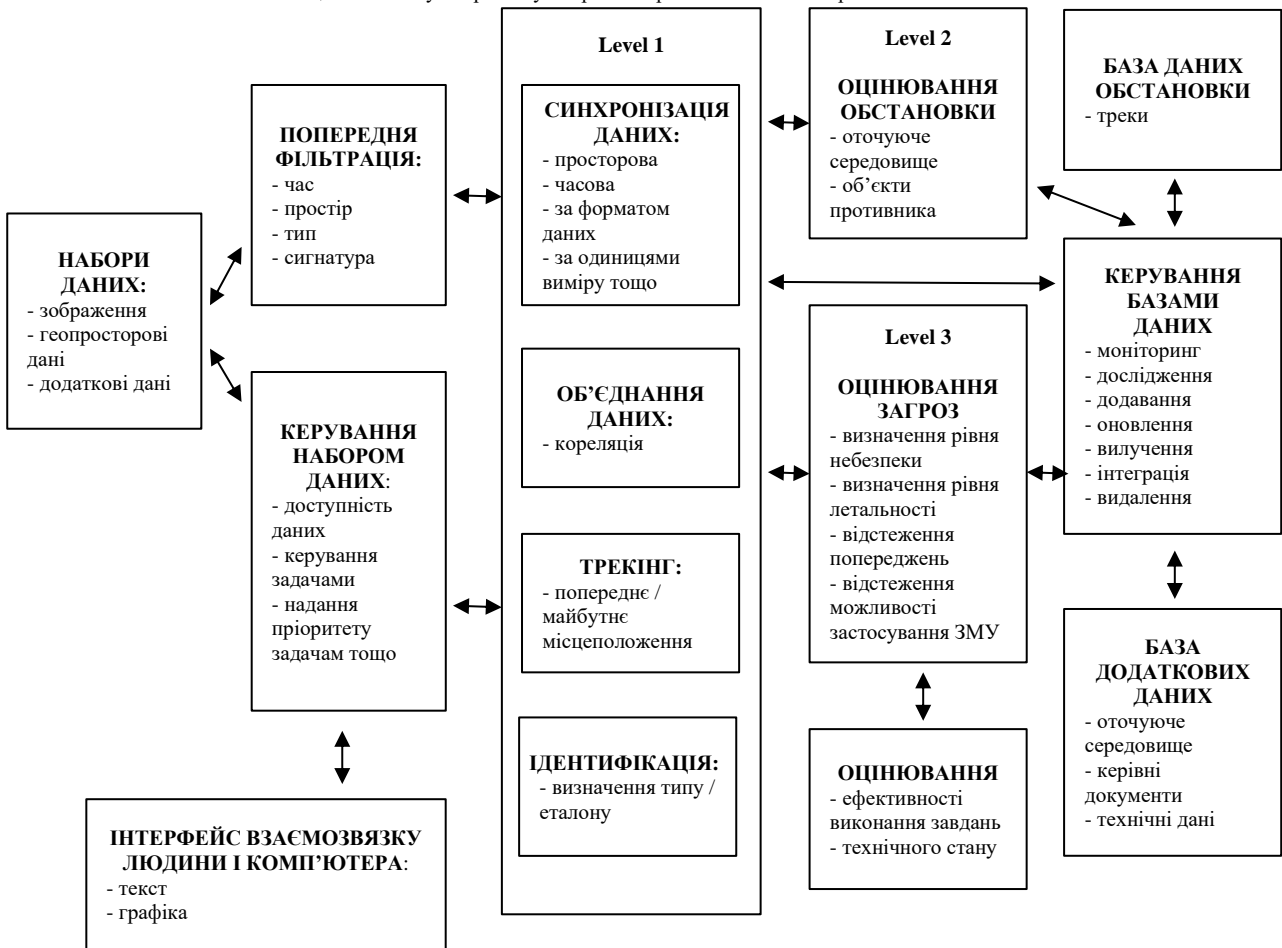 НАБОРИ
ДАНИХ:
- зображення
- геопросторові
дані
- додаткові дані
ПОПЕРЕДНЯ
ФІЛЬТРАЦІЯ:
- час
- простір
- тип
- сигнатура
КЕРУВАННЯ
НАБОРОМ
ДАНИХ:
- доступність
даних
- керування
задачами
- надання
пріоритету
задачам тощо
ІНТЕРФЕЙС ВЗАЄМОЗВЯЗКУ
ЛЮДИНИ І КОМП’ЮТЕРА:
- текст
- графіка
Level 1
СИНХРОНІЗАЦІЯ
ДАНИХ:
- просторова
- часова
- за форматом
даних
- за одиницями
виміру тощо
ОБ’ЄДНАННЯ
ДАНИХ:
- кореляція
ТРЕКІНГ:
- попереднє /
майбутнє
місцеположення
ІДЕНТИФІКАЦІЯ:
- визначення типу /
еталону
Level 2
ОЦІНЮВАННЯ
ОБСТАНОВКИ
- оточуюче
середовище
- об’єкти
противника
Level 3
ОЦІНЮВАННЯ
ЗАГРОЗ
- визначення рівня
небезпеки
- визначення рівня
летальності
- відстеження
попереджень
- відстеження
можливості
застосування ЗМУ
ОЦІНЮВАННЯ
- ефективності
виконання завдань
- технічного стану
БАЗА ДАНИХ
ОБСТАНОВКИ
- треки
КЕРУВАННЯ
БАЗАМИ
ДАНИХ
- моніторинг
- дослідження
- додавання
- оновлення
- вилучення
- інтеграція
- видалення
БАЗА
ДОДАТКОВИХ
ДАНИХ
- оточуюче
середовище
- керівні
документи
- технічні дані